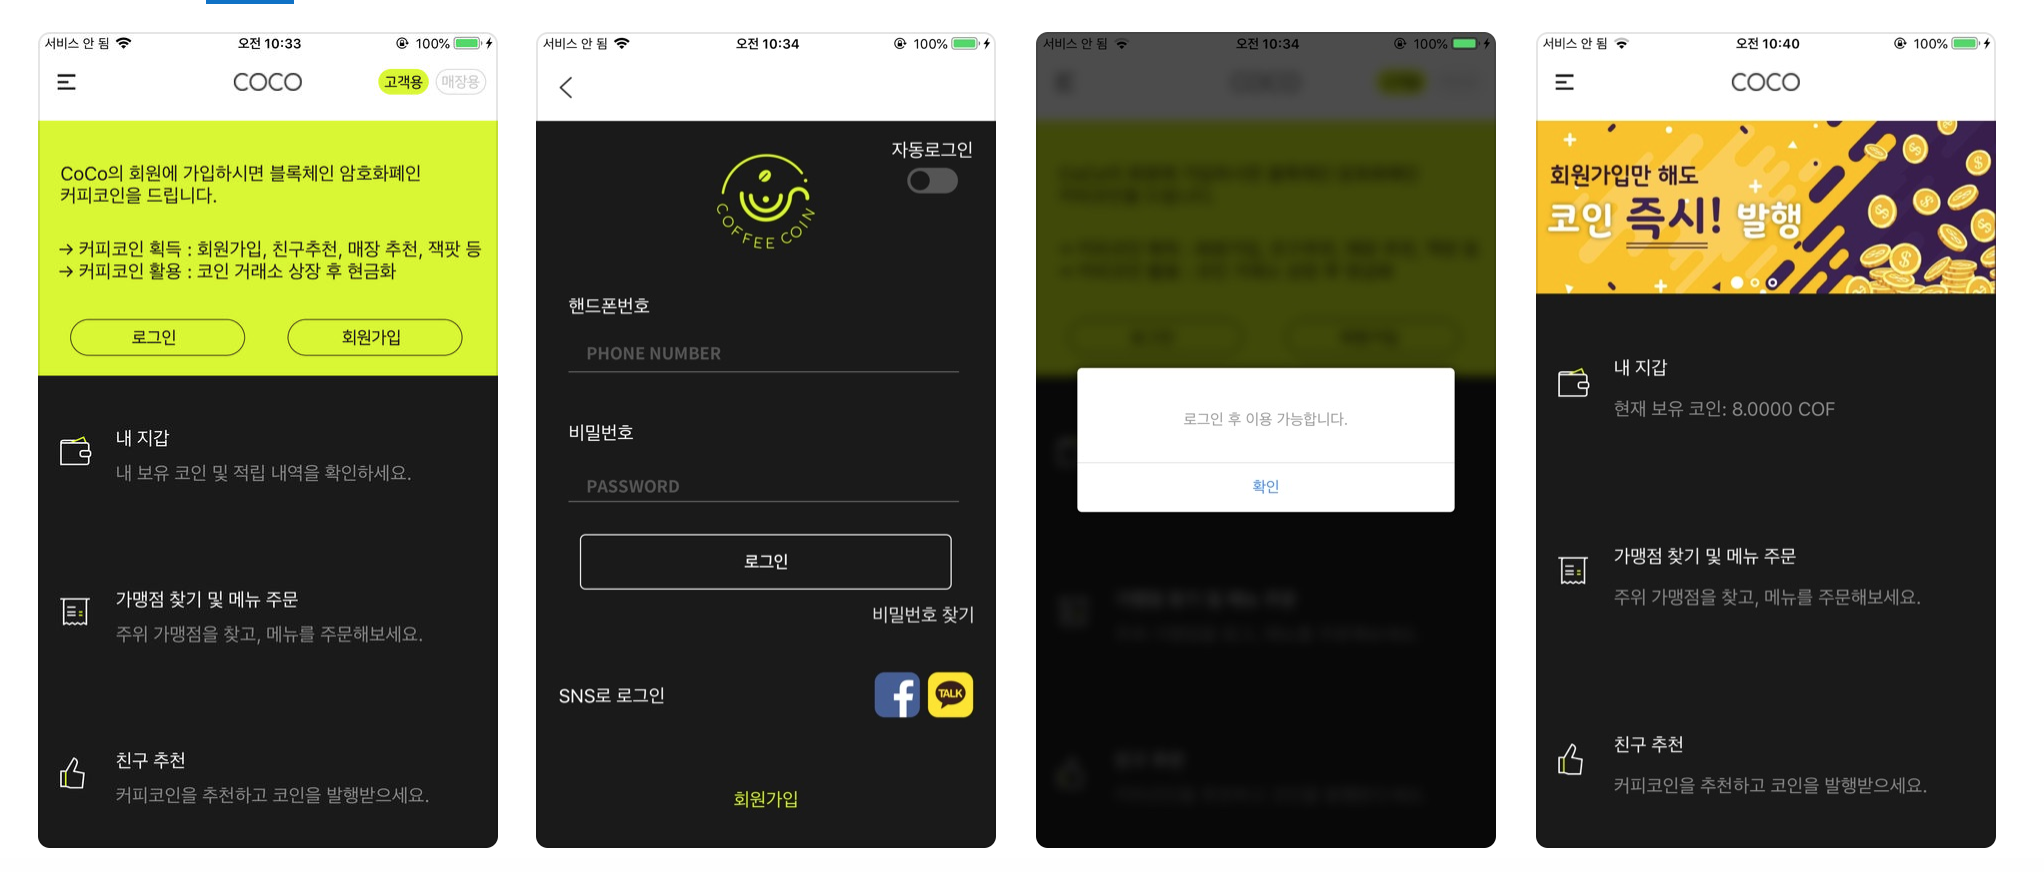 서비스 안 됨
오전 10:33
100%
COCO
고객용
매장용
CoCo의 회원에 가입하시면 블록체인 암호화폐인
커피코인을 드립니다.
→ 커피코인 획득 : 회원가입, 친구추천, 매장 추천, 잭팟 등
→ 커피코인 활용 : 코인 거래소 상장 후 현금화
로그인
회원가입
내 지갑
내 보유 코인 및 적립 내역을 확인하세요.
가맹점 찾기 및 메뉴 주문
주위 가맹점을 찾고, 메뉴를 주문해보세요.
친구 추천
커피코인을 추천하고 코인을 발행받으세요.
서비스 안 됨
오전 10:34
100%
자동로그인
COFFEE COIN
핸드폰번호
PHONE NUMBER
비밀번호
PASSWORD
로그인
비밀번호 찾기
SNS로 로그인
f
TALK
회원가입
서비스 안 됨
오전 10:34
100%
로그인 후 이용 가능합니다.
확인
서비스 안 됨
오전 10:40
100%
COCO
회원가입만 해도
코인 즉시! 발행
내 지갑
현재 보유 코인: 8.0000 COF
가맹점 찾기 및 메뉴 주문
주위 가맹점을 찾고, 메뉴를 주문해보세요.
친구 추천
커피코인을 추천하고 코인을 발행받으세요.